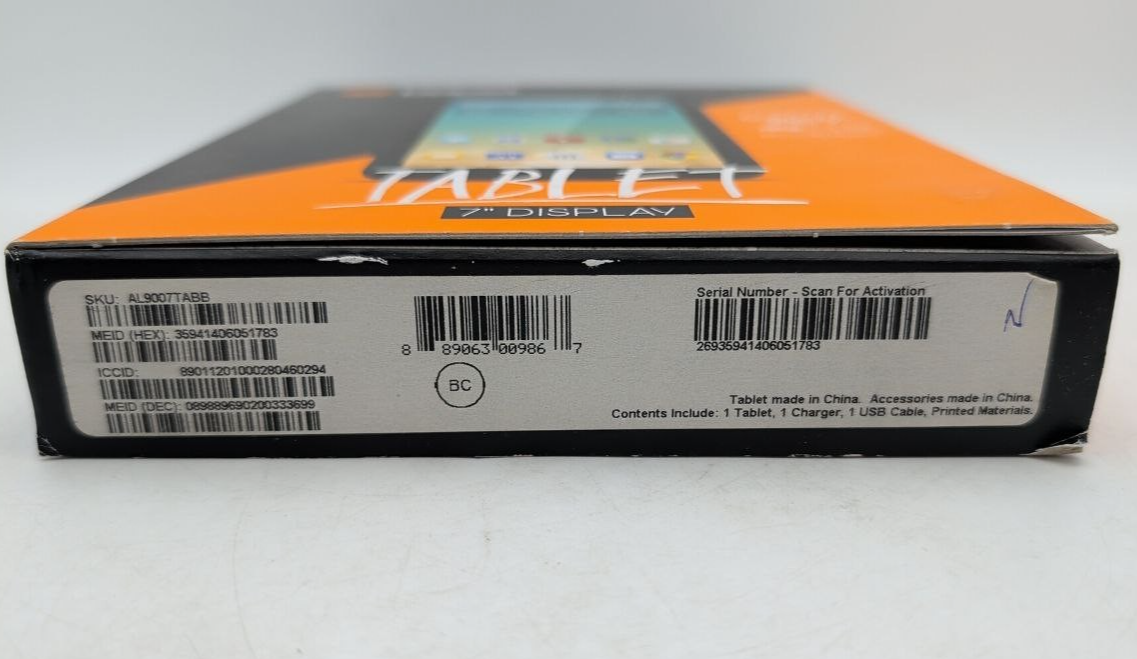 TABLET
7" DISPLAY
SKU: AL9007TABB
MEID (HEX): 35941406051783
ICCID: 89011201000280460294
MEID (DEC): 089889690200333699
8 89063 00986 7
BC
Serial Number - Scan For Activation
26935941406051783
N
Tablet made in China. Accessories made in China.
Contents Include: 1 Tablet, 1 Charger, 1 USB Cable, Printed Materials.